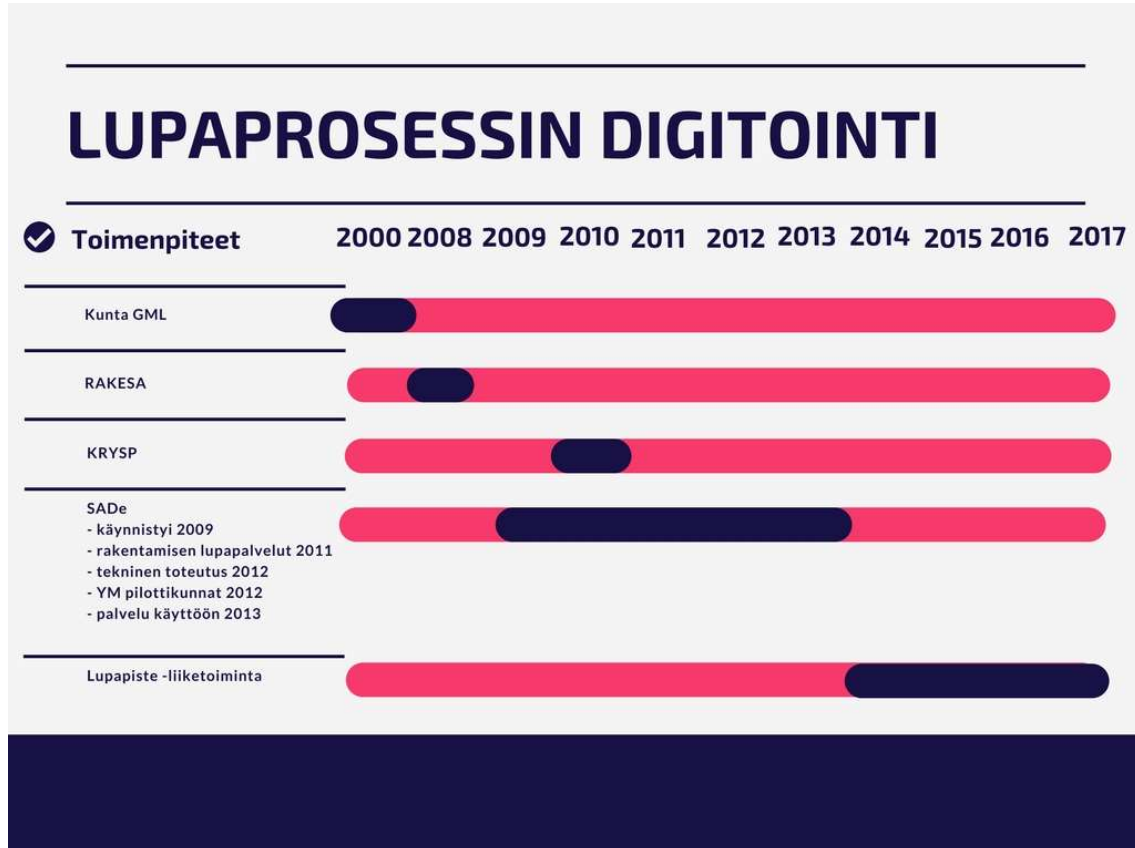 LUPAPROSESSIN DIGITOINTI
Toimenpiteet 2000 2008 2009 2010 2011 2012 2013 2014 2015 2016 2017
Kunta GML
RAKESA
KRYSP
SADe
- käynnistyi 2009
- rakentamisen lupapalvelut 2011
- tekninen toteutus 2012
- YM pilottikunnat 2012
- palvelu käyttöön 2013
Lupapiste -liiketoiminta